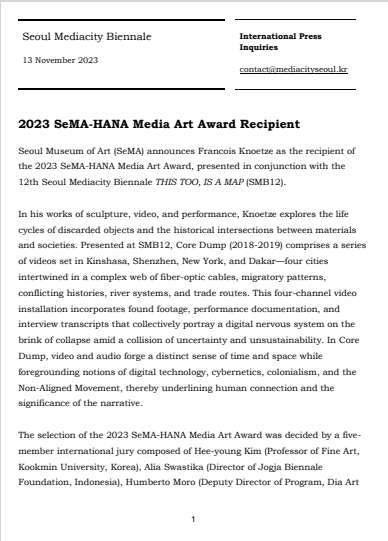 Seoul Mediacity Biennale
13 November 2023
International Press
Inquiries
contact@mediacityseoul.kr
2023 SeMA-HANA Media Art Award Recipient
Seoul Museum of Art (SeMA) announces Francois Knoetze as the recipient of
the 2023 SeMA-HANA Media Art Award, presented in conjunction with the
12th Seoul Mediacity Biennale THIS TOO, IS A MAP (SMB12).
In his works of sculpture, video, and performance, Knoetze explores the life
cycles of discarded objects and the historical intersections between materials
and societies. Presented at SMB12, Core Dump (2018-2019) comprises a series
of videos set in Kinshasa, Shenzhen, New York, and Dakar—four cities
intertwined in a complex web of fiber-optic cables, migratory patterns,
conflicting histories, river systems, and trade routes. This four-channel video
installation incorporates found footage, performance documentation, and
interview transcripts that collectively portray a digital nervous system on the
brink of collapse amid a collision of uncertainty and unsustainability. In Core
Dump, video and audio forge a distinct sense of time and space while
foregrounding notions of digital technology, cybernetics, colonialism, and the
Non-Aligned Movement, thereby underlining human connection and the
significance of the narrative.
The selection of the 2023 SeMA-HANA Media Art Award was decided by a five-
member international jury composed of Hee-young Kim (Professor of Fine Art,
Kookmin University, Korea), Alia Swastika (Director of Jogja Biennale
Foundation, Indonesia), Humberto Moro (Deputy Director of Program, Dia Art
1